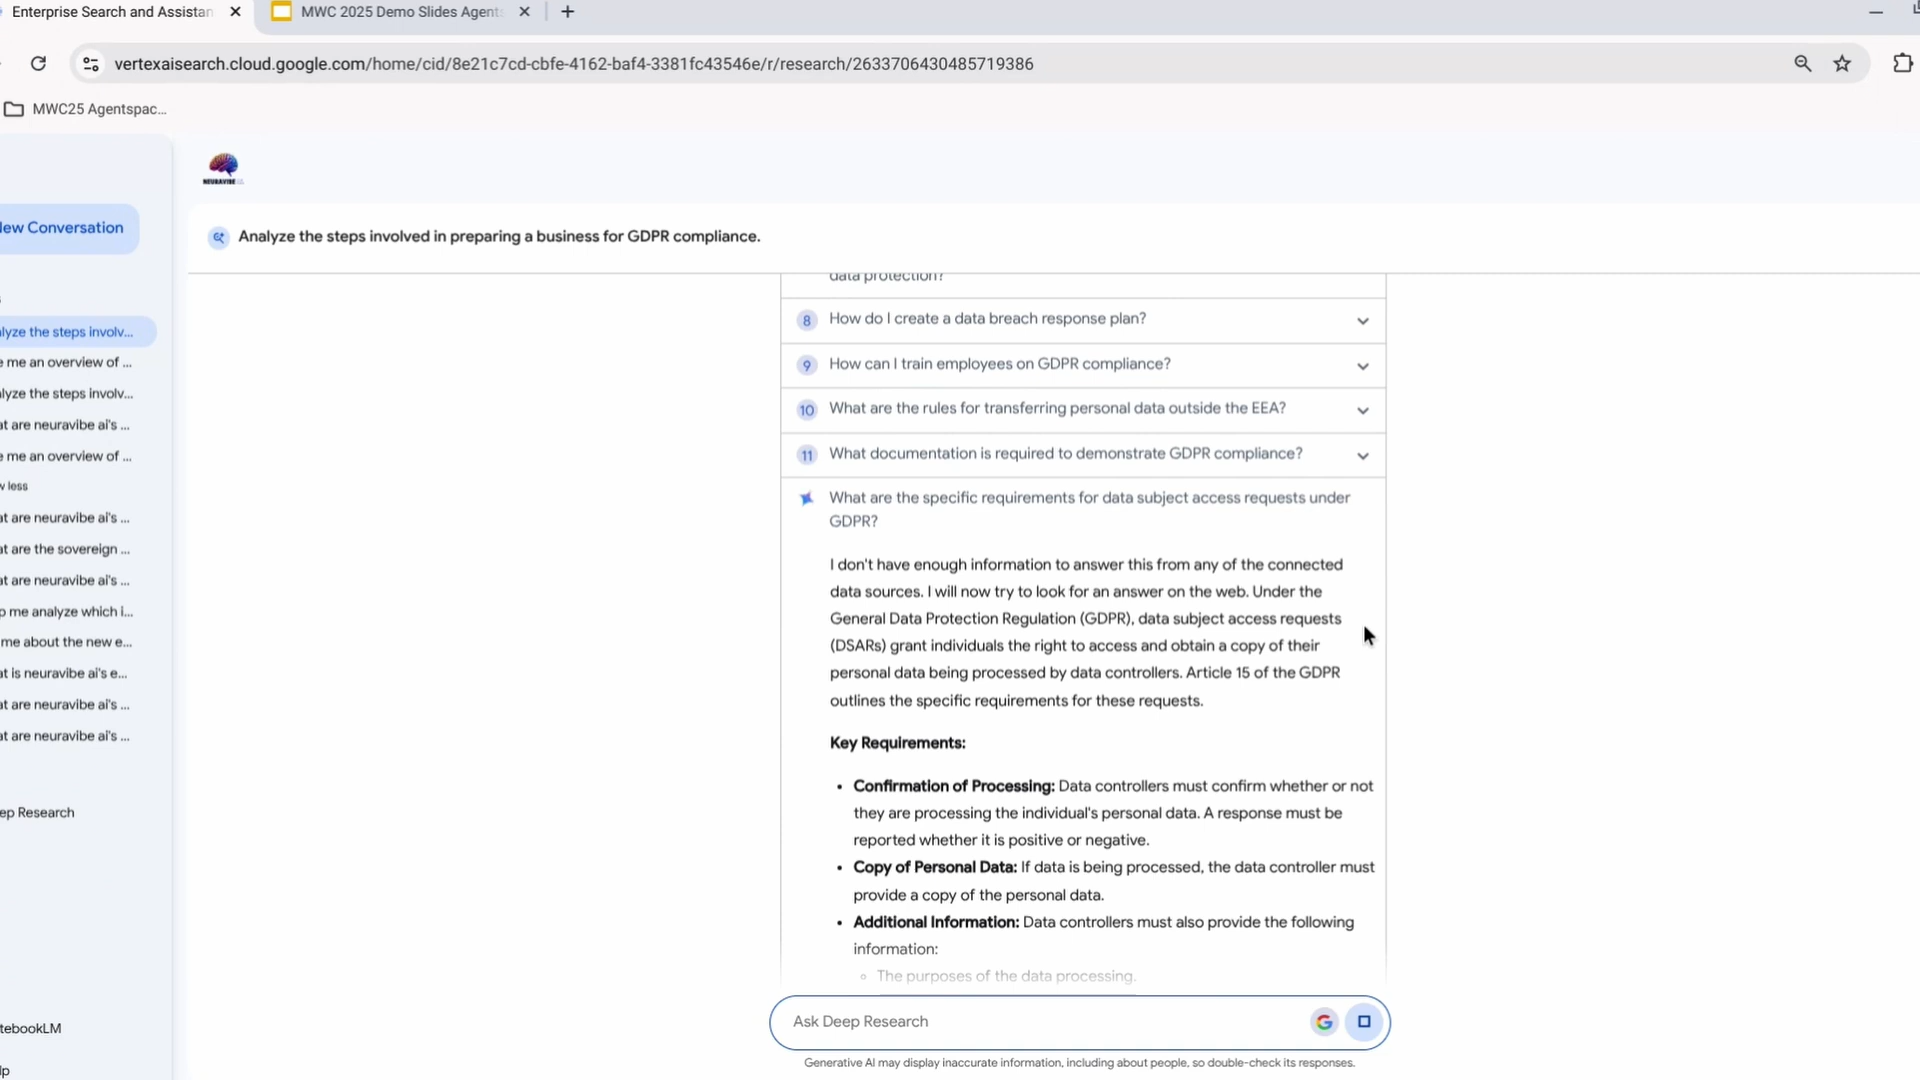 Enterprise Search and Assistan
MWC 2025 Demo Slides Agents
vertexaisearch.cloud.google.com/home/cid/8e21c7cd-cbfe-4162-baf4-3381fc43546e/r/research/2633706430485719386
MWC25 Agentspac...
NEURAVIBE
New Conversation
Analyze the steps involved in preparing a business for GDPR compliance.
lyze the steps involv...
e me an overview of ...
lyze the steps involv...
at are neuravibe ai's ...
e me an overview of ...
w less
at are neuravibe ai's ...
at are the sovereign ...
at are neuravibe ai's ...
p me analyze which i...
me about the new e...
at is neuravibe ai's e...
at are neuravibe ai's ...
at are neuravibe ai's ...
ep Research
tebookLM
lp
data protection?
8 How do I create a data breach response plan?
9 How can I train employees on GDPR compliance?
10 What are the rules for transferring personal data outside the EEA?
11 What documentation is required to demonstrate GDPR compliance?
What are the specific requirements for data subject access requests under
GDPR?
I don't have enough information to answer this from any of the connected
data sources. I will now try to look for an answer on the web. Under the
General Data Protection Regulation (GDPR), data subject access requests
(DSARs) grant individuals the right to access and obtain a copy of their
personal data being processed by data controllers. Article 15 of the GDPR
outlines the specific requirements for these requests.
Key Requirements:
• Confirmation of Processing: Data controllers must confirm whether or not
they are processing the individual's personal data. A response must be
reported whether it is positive or negative.
• Copy of Personal Data: If data is being processed, the data controller must
provide a copy of the personal data.
• Additional Information: Data controllers must also provide the following
information:
◦ The purposes of the data processing.
Ask Deep Research
Generative AI may display inaccurate information, including about people, so double-check its responses.